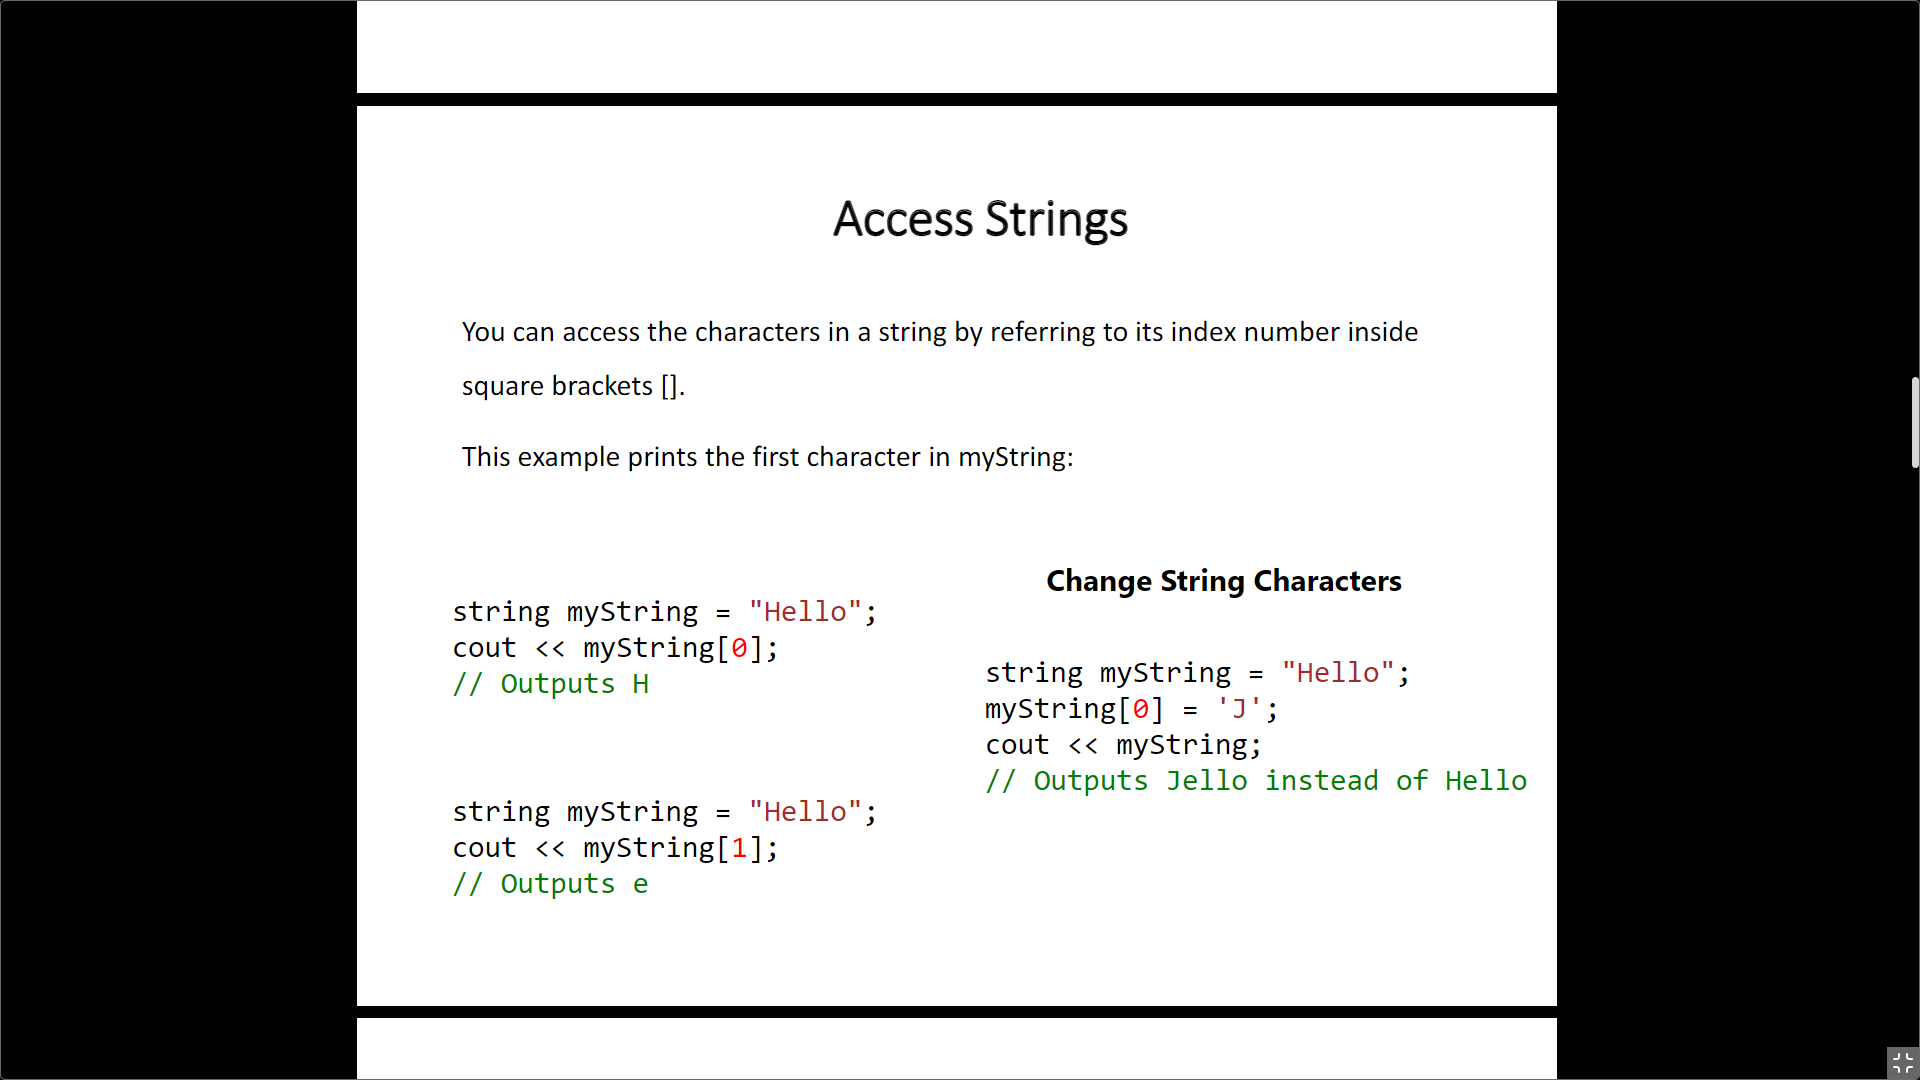 Access Strings
You can access the characters in a string by referring to its index number inside
square brackets [].
This example prints the first character in myString:
string myString = "Hello";
cout << myString[0];
// Outputs H
string myString = "Hello";
cout << myString[1];
// Outputs e
Change String Characters
string myString = "Hello";
myString[0] = 'J';
cout << myString;
// Outputs Jello instead of Hello